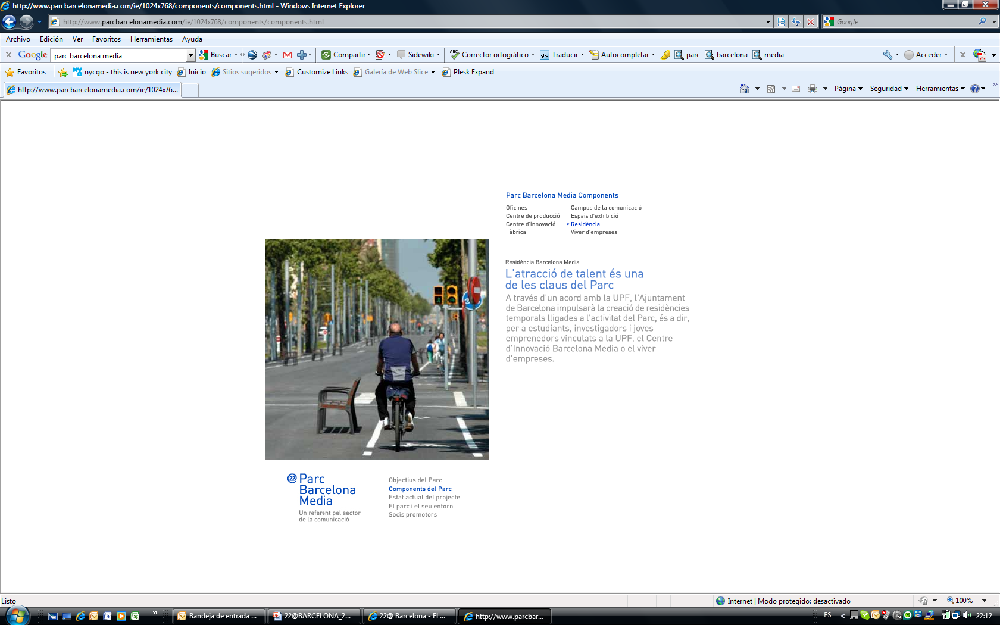 http://www.parcbarcelonamedia.com/ie/1024x768/components/components.html - Windows Internet Explorer
http://www.parcbarcelonamedia.com/ie/1024x768/components/components.html
Google
Archivo Edición Ver Favoritos Herramientas Ayuda
Google parc barcelona media Buscar Compartir Sidewiki Corrector ortográfico Traducir Autocompletar parc barcelona media Acceder
Favoritos nycgo - this is new york city Inicio Sitios sugeridos Customize Links Galería de Web Slice Plesk Expand
http://www.parcbarcelonamedia.com/ie/1024x76...
Página Seguridad Herramientas
Parc Barcelona Media Components
Oficines Campus de la comunicació
Centre de producció Espais d'exhibició
Centre d'innovació > Residència
Fàbrica Viver d'empreses
Residència Barcelona Media
L'atracció de talent és una
de les claus del Parc
A través d'un acord amb la UPF, l'Ajuntament
de Barcelona impulsarà la creació de residències
temporals lligades a l'activitat del Parc, és a dir,
per a estudiants, investigadors i joves
emprenedors vinculats a la UPF, el Centre
d'Innovació Barcelona Media o el viver
d'empreses.
22 Parc
Barcelona
Media
Un referent pel sector
de la comunicació
Objectius del Parc
Components del Parc
Estat actual del projecte
El parc i el seu entorn
Socis promotors
Listo
Internet | Modo protegido: desactivado
100%
Bandeja de entrada ...
22@BARCELONA_2...
22@ Barcelona - El ...
http://www.parcbar...
ES
22:12